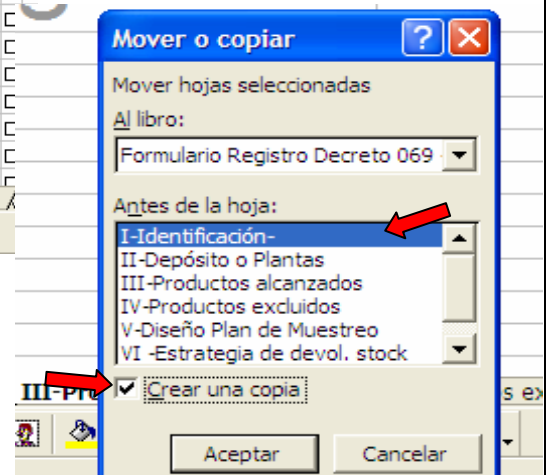 Mover o copiar
Mover hojas seleccionadas
Al libro:
Formulario Registro Decreto 069
Antes de la hoja:
I-Identificación-
II-Depósito o Plantas
III-Productos alcanzados
IV-Productos excluidos
V-Diseño Plan de Muestreo
VI -Estrategia de devol. stock
Crear una copia
III-Pro
s ex
Aceptar Cancelar